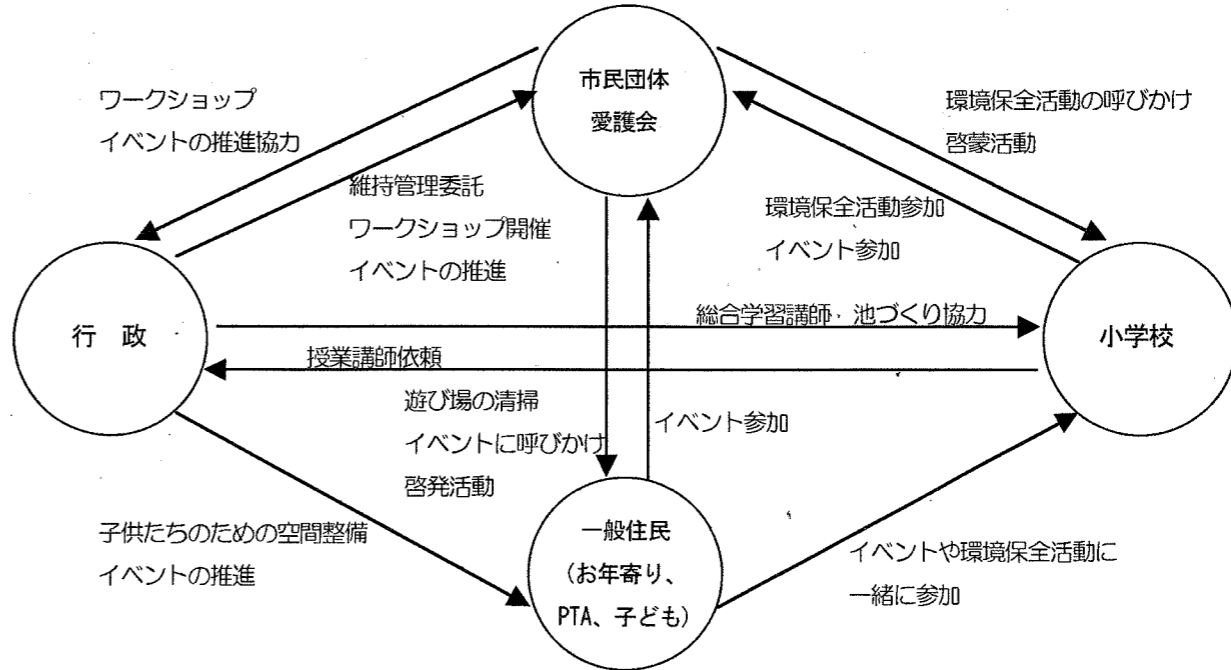 市民団体
愛護会
ワークショップ
イベントの推進協力
環境保全活動の呼びかけ
啓蒙活動
維持管理委託
ワークショップ開催
イベントの推進
環境保全活動参加
イベント参加
行 政
総合学習講師・池づくり協力
小学校
授業講師依頼
遊び場の清掃
イベントに呼びかけ
啓発活動
イベント参加
子供たちのための空間整備
イベントの推進
一般住民
(お年寄り、
PTA、子ども)
イベントや環境保全活動に
一緒に参加